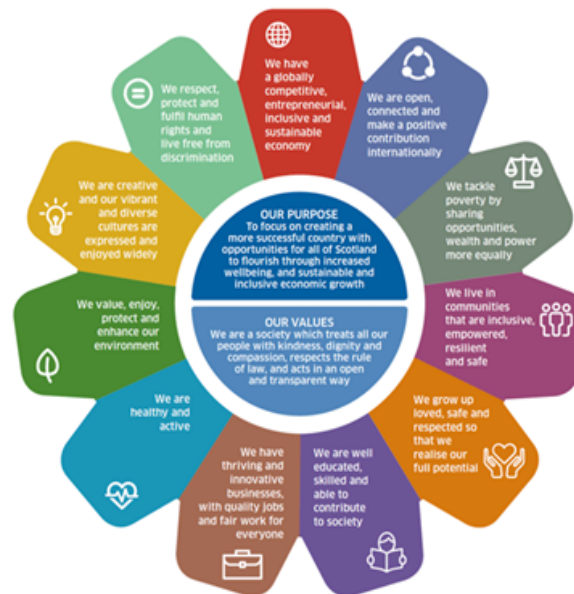 We have
a globally
competitive,
entrepreneurial,
inclusive and
sustainable
economy
We are open,
connected and
make a positive
contribution
internationally
We tackle
poverty by
sharing
opportunities,
wealth and power
more equally
We live in
communities
that are inclusive,
empowered,
resilient
and safe
We grow up
loved, safe and
respected so
that we
realise our
full potential
We are well
educated,
skilled and
able to
contribute
to society
We have
thriving and
innovative
businesses,
with quality jobs
and fair work for
everyone
We are
healthy and
active
We value, enjoy,
protect and
enhance our
environment
We are creative
and our vibrant
and diverse
cultures are
expressed and
enjoyed widely
We respect,
protect and
fulfil human
rights and
live free from
discrimination
OUR PURPOSE
To focus on creating a
more successful country with
opportunities for all of Scotland
to flourish through increased
wellbeing, and sustainable and
inclusive economic growth
OUR VALUES
We are a society which treats all our
people with kindness, dignity and
compassion, respects the rule
of law, and acts in an open
and transparent way